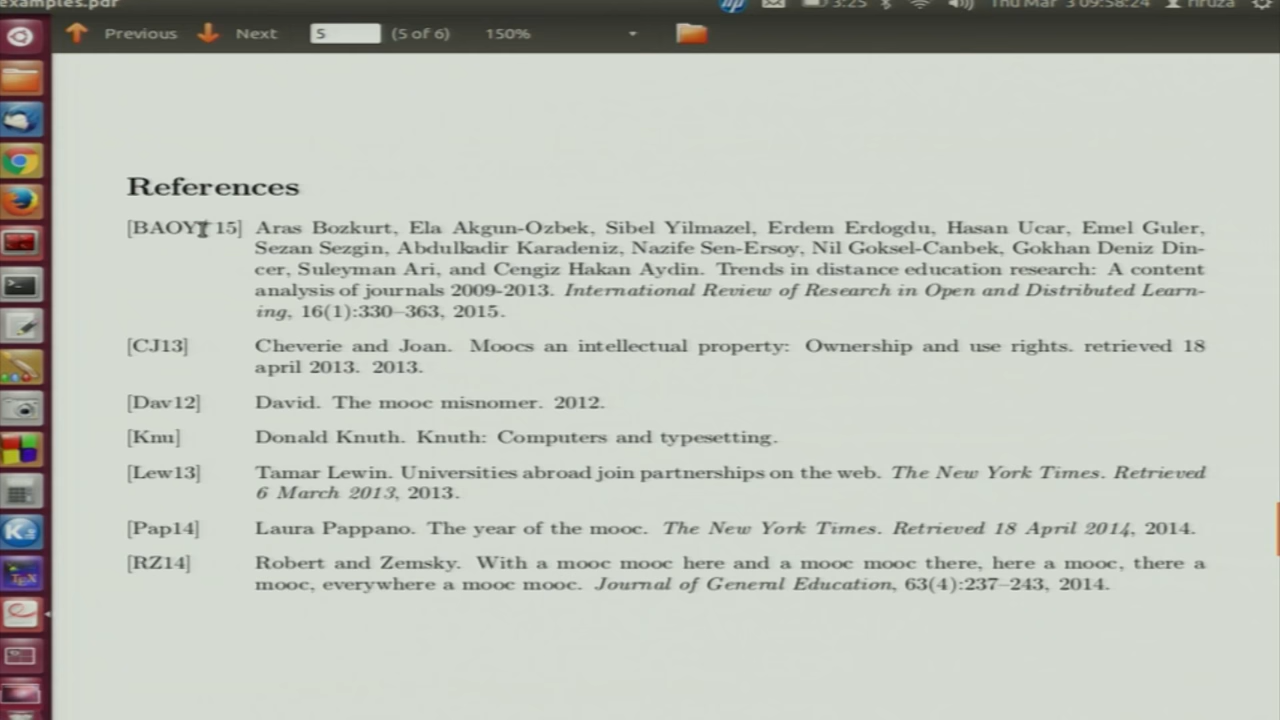 examples.pdf
3:25
Thu Mar 3 09:58:24
firuza
Previous
Next
5
(5 of 6)
150%
References
[BAOY+15] Aras Bozkurt, Ela Akgun-Ozbek, Sibel Yilmazel, Erdem Erdogdu, Hasan Ucar, Emel Guler,
Sezan Sezgin, Abdulkadir Karadeniz, Nazife Sen-Ersoy, Nil Goksel-Canbek, Gokhan Deniz Din-
cer, Suleyman Ari, and Cengiz Hakan Aydin. Trends in distance education research: A content
analysis of journals 2009-2013. International Review of Research in Open and Distributed Learn-
ing, 16(1):330–363, 2015.
[CJ13] Cheverie and Joan. Moocs an intellectual property: Ownership and use rights. retrieved 18
april 2013. 2013.
[Dav12] David. The mooc misnomer. 2012.
[Knu] Donald Knuth. Knuth: Computers and typesetting.
[Lew13] Tamar Lewin. Universities abroad join partnerships on the web. The New York Times. Retrieved
6 March 2013, 2013.
[Pap14] Laura Pappano. The year of the mooc. The New York Times. Retrieved 18 April 2014, 2014.
[RZ14] Robert and Zemsky. With a mooc mooc here and a mooc mooc there, here a mooc, there a
mooc, everywhere a mooc mooc. Journal of General Education, 63(4):237–243, 2014.